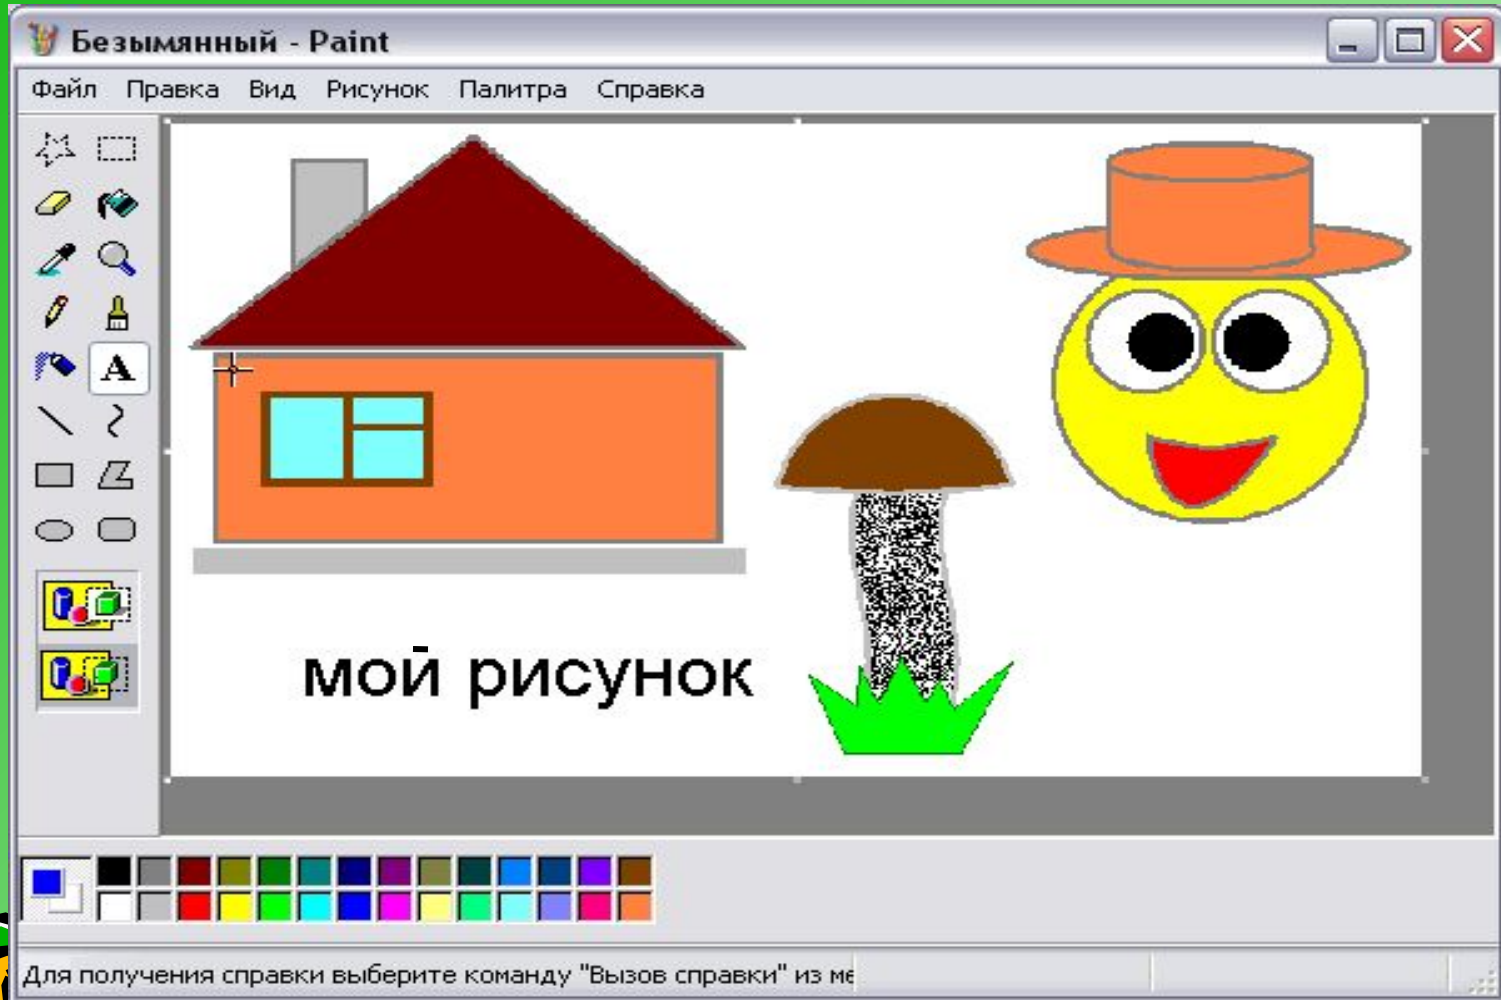 Безымянный - Paint
Файл Правка Вид Рисунок Палитра Справка
A
мой рисунок
Для получения справки выберите команду "Вызов справки" из ме